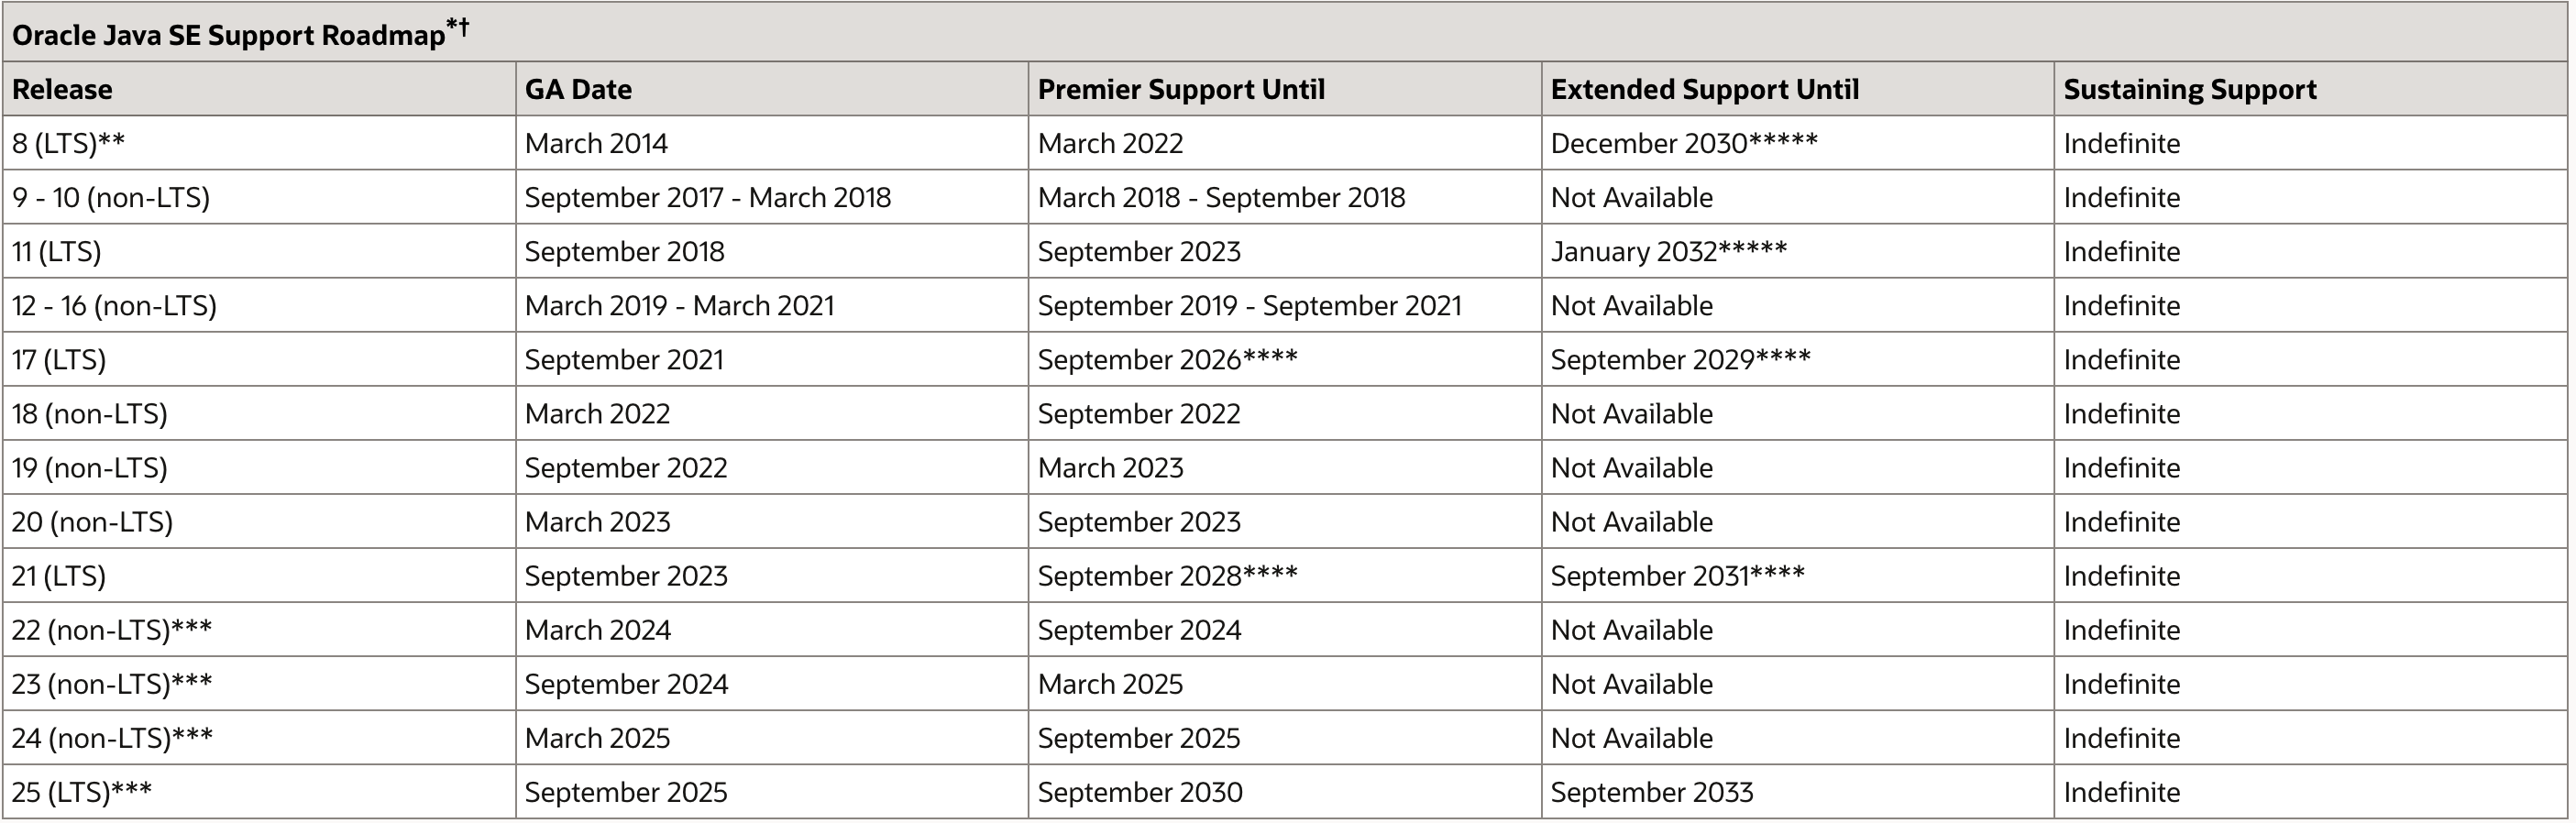 Oracle Java SE Support Roadmap*†
Release GA Date Premier Support Until Extended Support Until Sustaining Support
8 (LTS)** March 2014 March 2022 December 2030***** Indefinite
9 - 10 (non-LTS) September 2017 - March 2018 March 2018 - September 2018 Not Available Indefinite
11 (LTS) September 2018 September 2023 January 2032***** Indefinite
12 - 16 (non-LTS) March 2019 - March 2021 September 2019 - September 2021 Not Available Indefinite
17 (LTS) September 2021 September 2026**** September 2029**** Indefinite
18 (non-LTS) March 2022 September 2022 Not Available Indefinite
19 (non-LTS) September 2022 March 2023 Not Available Indefinite
20 (non-LTS) March 2023 September 2023 Not Available Indefinite
21 (LTS) September 2023 September 2028**** September 2031**** Indefinite
22 (non-LTS)*** March 2024 September 2024 Not Available Indefinite
23 (non-LTS)*** September 2024 March 2025 Not Available Indefinite
24 (non-LTS)*** March 2025 September 2025 Not Available Indefinite
25 (LTS)*** September 2025 September 2030 September 2033 Indefinite